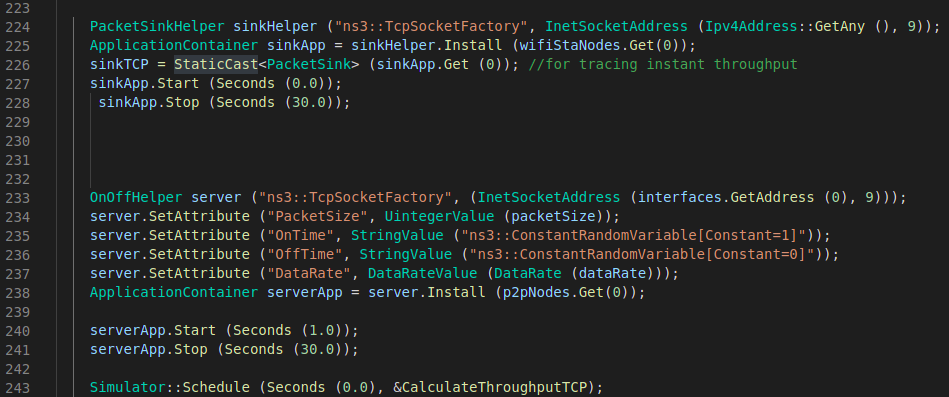 223
224 PacketSinkHelper sinkHelper ("ns3::TcpSocketFactory", InetSocketAddress (Ipv4Address::GetAny (), 9));
225 ApplicationContainer sinkApp = sinkHelper.Install (wifiStaNodes.Get(0));
226 sinkTCP = StaticCast<PacketSink> (sinkApp.Get (0)); //for tracing instant throughput
227 sinkApp.Start (Seconds (0.0));
228 sinkApp.Stop (Seconds (30.0));
229
230
231
232
233 OnOffHelper server ("ns3::TcpSocketFactory", (InetSocketAddress (interfaces.GetAddress (0), 9)));
234 server.SetAttribute ("PacketSize", UintegerValue (packetSize));
235 server.SetAttribute ("OnTime", StringValue ("ns3::ConstantRandomVariable[Constant=1]"));
236 server.SetAttribute ("OffTime", StringValue ("ns3::ConstantRandomVariable[Constant=0]"));
237 server.SetAttribute ("DataRate", DataRateValue (DataRate (dataRate)));
238 ApplicationContainer serverApp = server.Install (p2pNodes.Get(0));
239
240 serverApp.Start (Seconds (1.0));
241 serverApp.Stop (Seconds (30.0));
242
243 Simulator::Schedule (Seconds (0.0), &CalculateThroughputTCP);